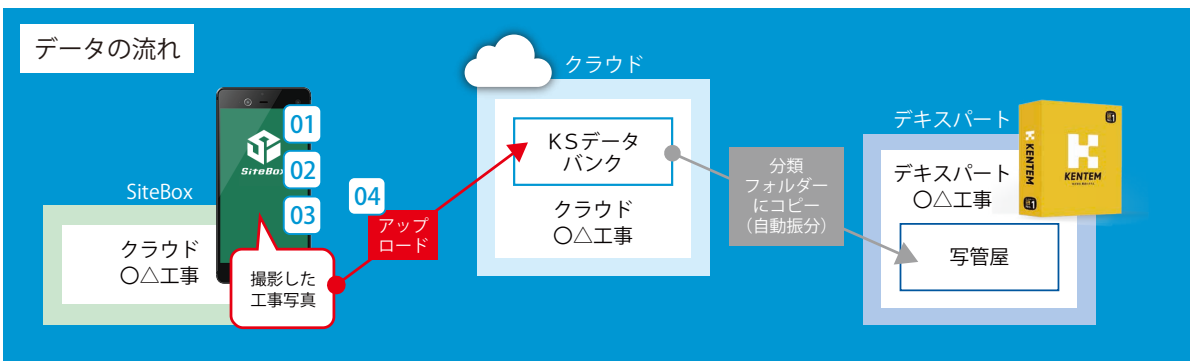 データの流れ
SiteBox
クラウド
〇△工事
SiteBox
01
02
03
撮影した
工事写真
04
アップ
ロード
クラウド
KSデータ
バンク
クラウド
〇△工事
分類
フォルダー
にコピー
（自動振分）
デキスパート
デキスパート
〇△工事
写管屋
KENTEM
KENTEM